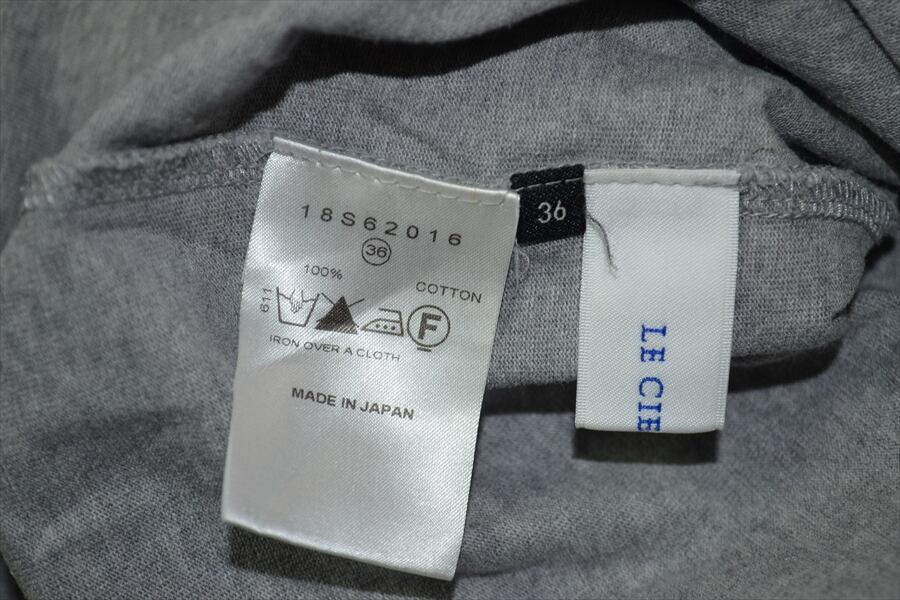 18S62016
36
100%
COTTON
611
F
IRON OVER A CLOTH
MADE IN JAPAN
36
LE CIE